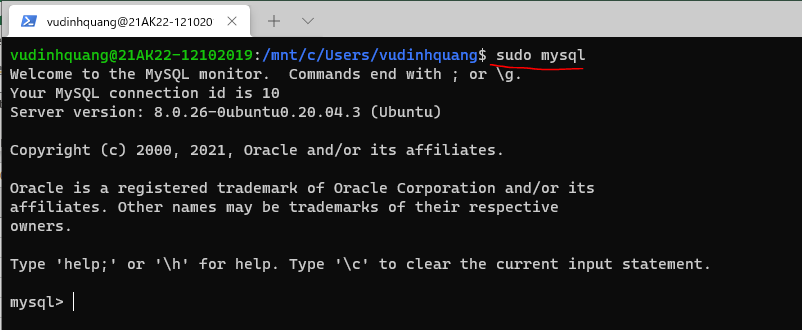 vudinhquang@21AK22-121020
vudinhquang@21AK22-12102019:/mnt/c/Users/vudinhquang$ sudo mysql
Welcome to the MySQL monitor.  Commands end with ; or \g.
Your MySQL connection id is 10
Server version: 8.0.26-0ubuntu0.20.04.3 (Ubuntu)
Copyright (c) 2000, 2021, Oracle and/or its affiliates.
Oracle is a registered trademark of Oracle Corporation and/or its
affiliates. Other names may be trademarks of their respective
owners.
Type 'help;' or '\h' for help. Type '\c' to clear the current input statement.
mysql>